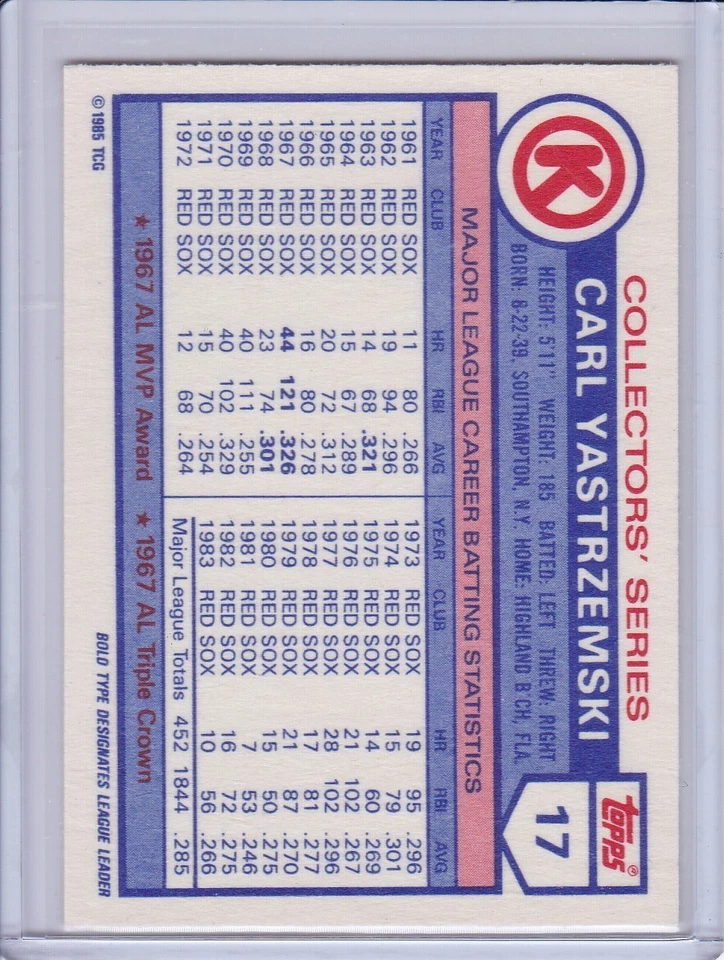 COLLECTORS' SERIES
K
CARL YASTRZEMSKI
TOPPS ®
17
HEIGHT: 5'11" WEIGHT: 185 BATTED: LEFT THREW: RIGHT
BORN: 8-22-39, SOUTHAMPTON, N.Y. HOME: HIGHLAND B'CH, FLA.
MAJOR LEAGUE CAREER BATTING STATISTICS
YEAR CLUB HR RBI AVG
1961 RED SOX 11 80 .266
1962 RED SOX 19 94 .296
1963 RED SOX 14 68 .321
1964 RED SOX 15 67 .289
1965 RED SOX 20 72 .312
1966 RED SOX 16 80 .278
1967 RED SOX 44 121 .326
1968 RED SOX 23 74 .301
1969 RED SOX 40 111 .255
1970 RED SOX 40 102 .329
1971 RED SOX 15 70 .254
1972 RED SOX 12 68 .264
YEAR CLUB HR RBI AVG
1973 RED SOX 19 95 .296
1974 RED SOX 15 79 .301
1975 RED SOX 14 60 .269
1976 RED SOX 21 102 .267
1977 RED SOX 28 102 .296
1978 RED SOX 17 81 .277
1979 RED SOX 21 87 .270
1980 RED SOX 15 50 .275
1981 RED SOX 7 53 .246
1982 RED SOX 16 72 .275
1983 RED SOX 10 56 .266
Major League Totals 452 1844 .285
★ 1967 AL MVP Award ★ 1967 AL Triple Crown
© 1985 TCG
BOLD TYPE DESIGNATES LEAGUE LEADER